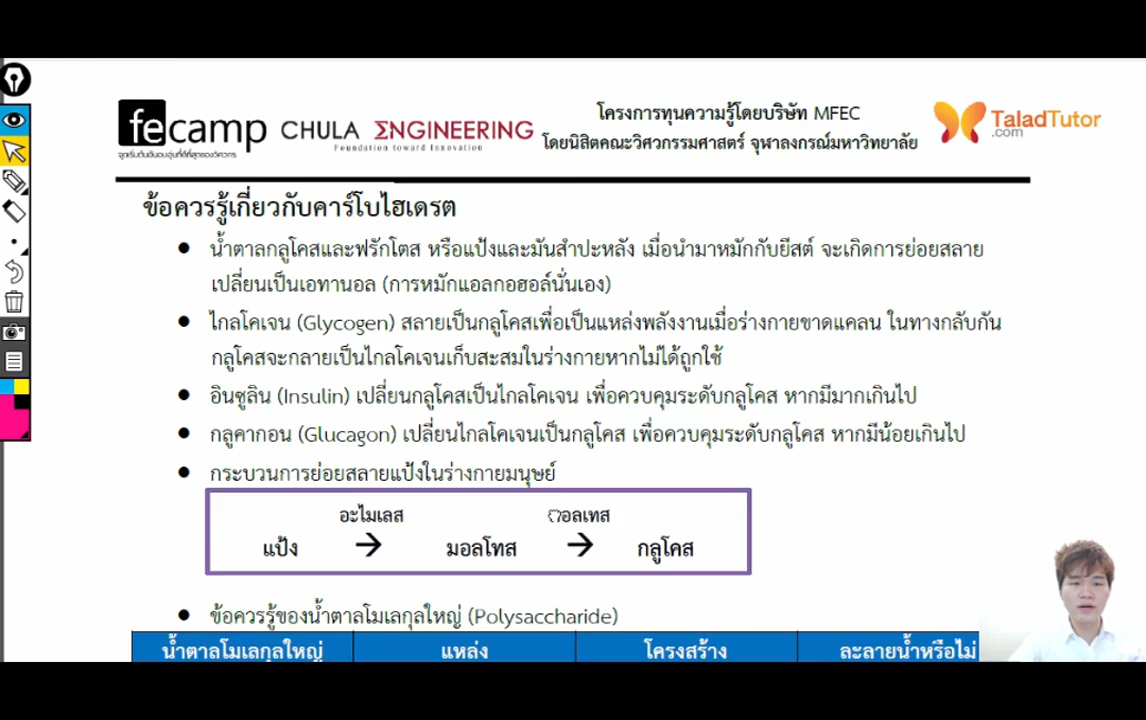 fecamp
จุดเริ่มต้นอันอบอุ่นที่ดีที่สุดของวิศวกร
CHULA ΣNGINEERING
Foundation toward Innovation
โครงการทุนความรู้โดยบริษัท MFEC
โดยนิสิตคณะวิศวกรรมศาสตร์ จุฬาลงกรณ์มหาวิทยาลัย
TaladTutor
.com
ข้อควรรู้เกี่ยวกับคาร์โบไฮเดรต
● น้ำตาลกลูโคสและฟรักโตส หรือแป้งและมันสำปะหลัง เมื่อนำมาหมักกับยีสต์ จะเกิดการย่อยสลาย
เปลี่ยนเป็นเอทานอล (การหมักแอลกอฮอล์นั่นเอง)
● ไกลโคเจน (Glycogen) สลายเป็นกลูโคสเพื่อเป็นแหล่งพลังงานเมื่อร่างกายขาดแคลน ในทางกลับกัน
กลูโคสจะกลายเป็นไกลโคเจนเก็บสะสมในร่างกายหากไม่ได้ถูกใช้
● อินซูลิน (Insulin) เปลี่ยนกลูโคสเป็นไกลโคเจน เพื่อควบคุมระดับกลูโคส หากมีมากเกินไป
● กลูคากอน (Glucagon) เปลี่ยนไกลโคเจนเป็นกลูโคส เพื่อควบคุมระดับกลูโคส หากมีน้อยเกินไป
● กระบวนการย่อยสลายแป้งในร่างกายมนุษย์
อะไมเลส
แป้ง → มอลโทส → กลูโคส
● ข้อควรรู้ของน้ำตาลโมเลกุลใหญ่ (Polysaccharide)
น้ำตาลโมเลกุลใหญ่ แหล่ง โครงสร้าง ละลายน้ำหรือไม่